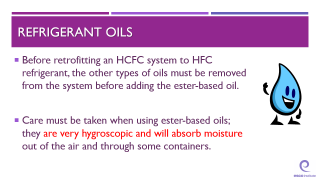 REFRIGERANT OILS
Before retrofitting an HCFC system to HFC
refrigerant, the other types of oils must be removed
from the system before adding the ester-based oil.
Care must be taken when using ester-based oils;
they are very hygroscopic and will absorb moisture
out of the air and through some containers.